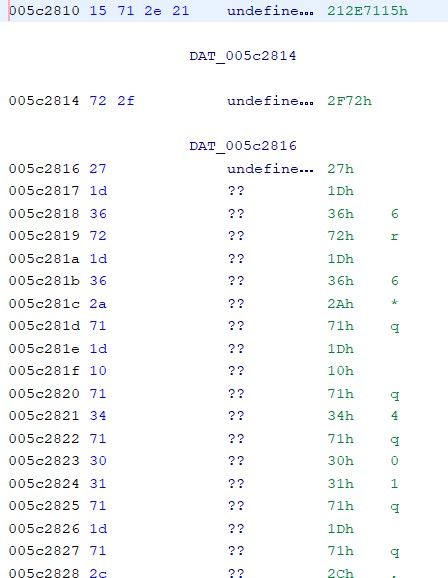 005c2810 15 71 2e 21 undefine... 212E7115h
DAT_005c2814
005c2814 72 2f undefine... 2F72h
DAT_005c2816
005c2816 27 undefine... 27h
005c2817 1d ?? 1Dh
005c2818 36 ?? 36h 6
005c2819 72 ?? 72h r
005c281a 1d ?? 1Dh
005c281b 36 ?? 36h 6
005c281c 2a ?? 2Ah *
005c281d 71 ?? 71h q
005c281e 1d ?? 1Dh
005c281f 10 ?? 10h
005c2820 71 ?? 71h q
005c2821 34 ?? 34h 4
005c2822 71 ?? 71h q
005c2823 30 ?? 30h 0
005c2824 31 ?? 31h 1
005c2825 71 ?? 71h q
005c2826 1d ?? 1Dh
005c2827 71 ?? 71h q
005c2828 2c ?? 2Ch ,